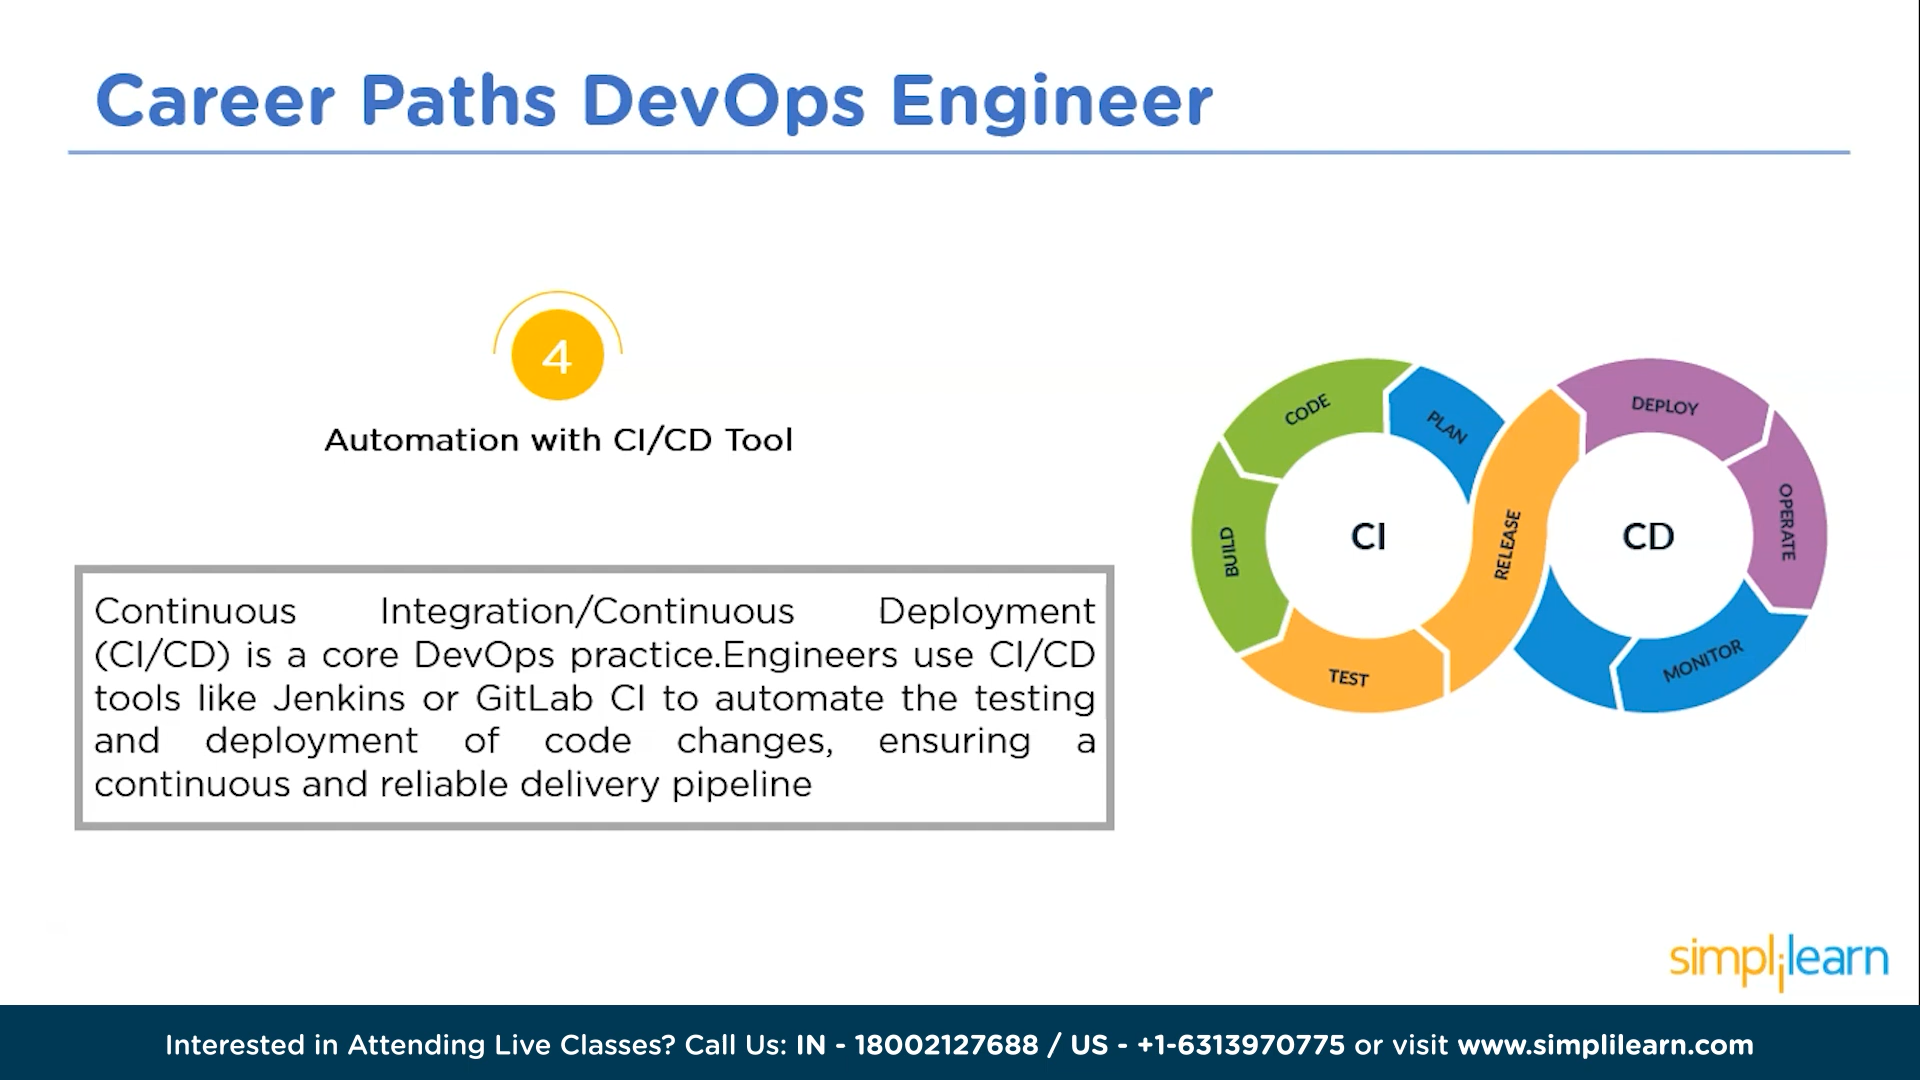 Career Paths DevOps Engineer
4
Automation with CI/CD Tool
Continuous Integration/Continuous Deployment
(CI/CD) is a core DevOps practice.Engineers use CI/CD
tools like Jenkins or GitLab CI to automate the testing
and deployment of code changes, ensuring a
continuous and reliable delivery pipeline
CODE
PLAN
BUILD
CI
TEST
RELEASE
DEPLOY
OPERATE
CD
MONITOR
simplilearn
Interested in Attending Live Classes? Call Us: IN - 18002127688 / US - +1-6313970775 or visit www.simplilearn.com